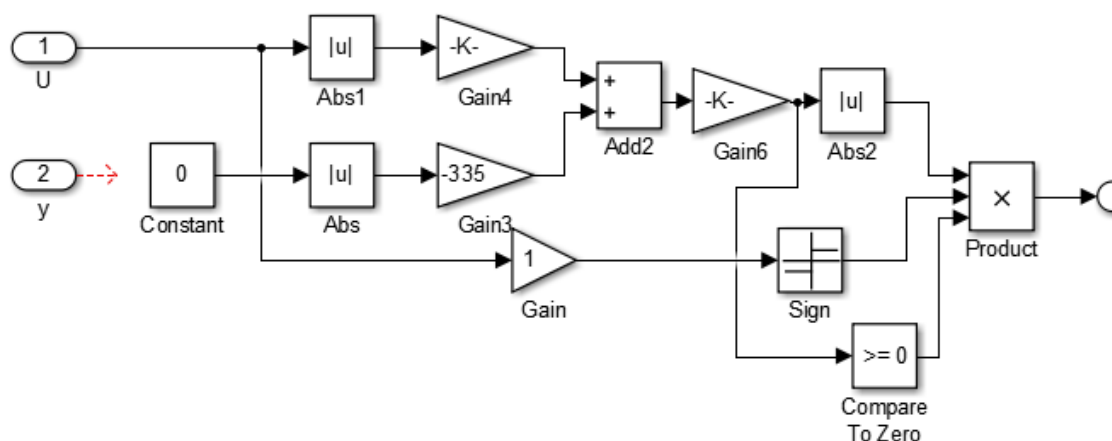 1
U
|u|
Abs1
-K-
Gain4
+
+
Add2
-K-
Gain6
|u|
Abs2
2
y
0
Constant
|u|
Abs
-335
Gain3
×
Product
1
Gain
Sign
>= 0
Compare
To Zero